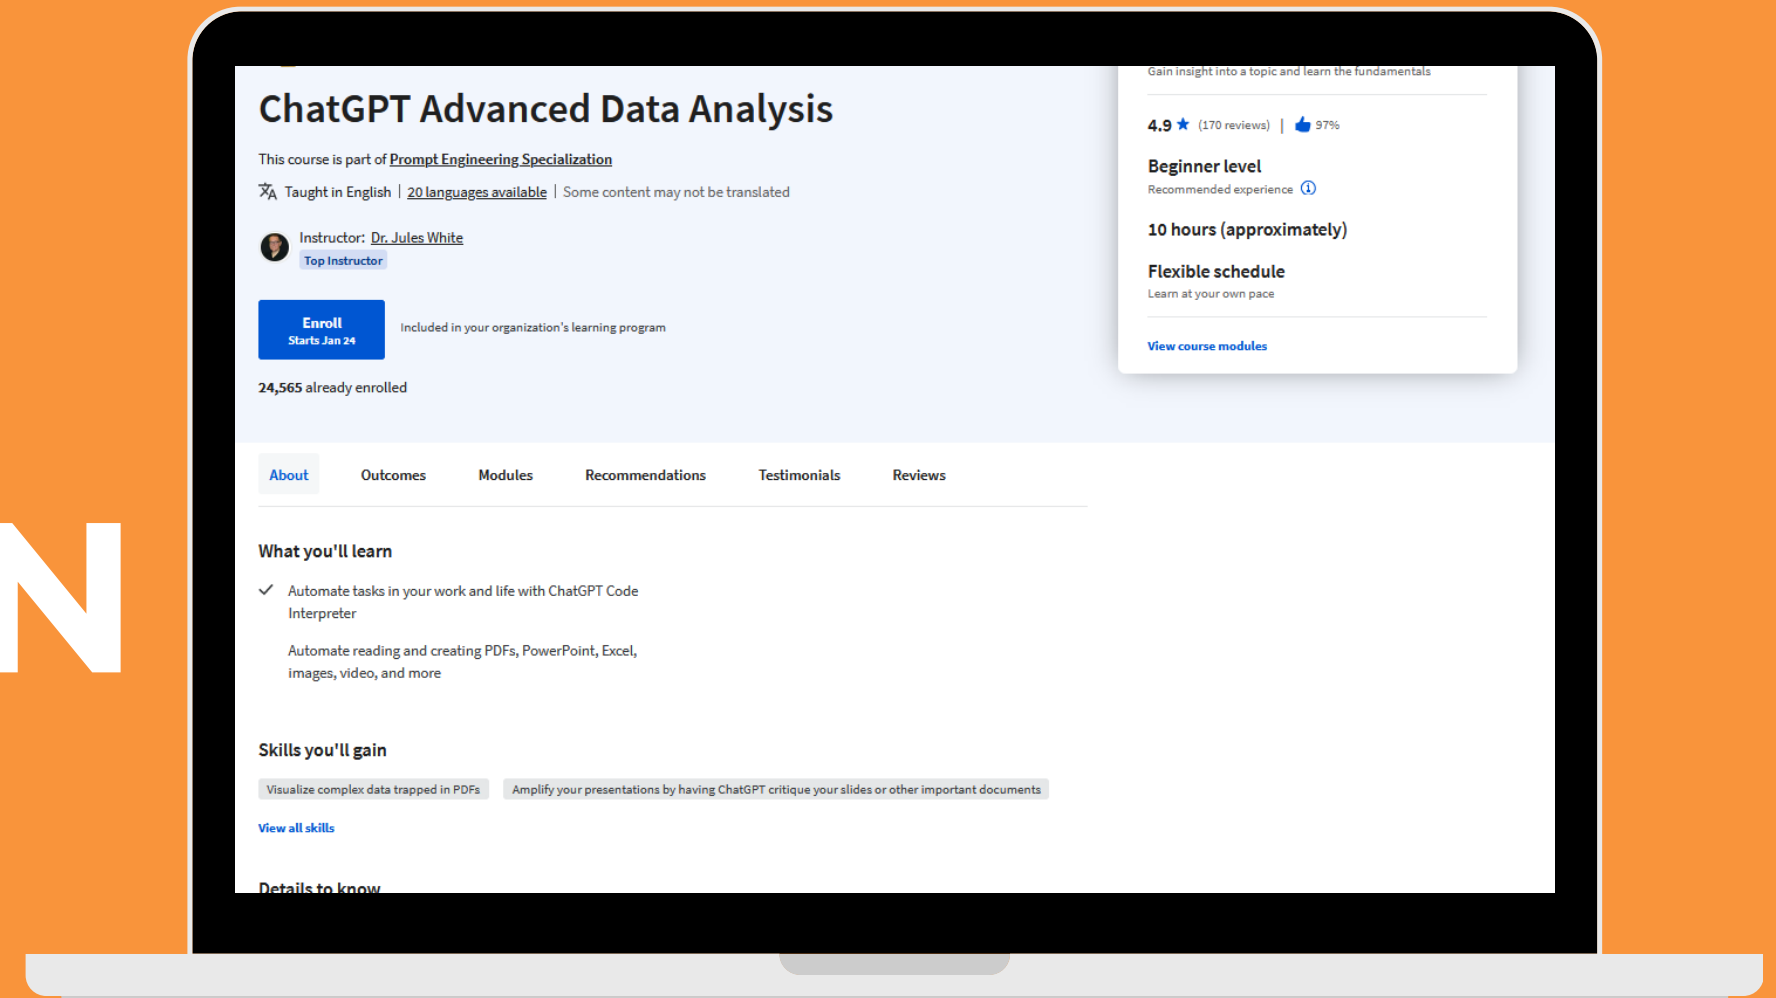 ChatGPT Advanced Data Analysis
This course is part of Prompt Engineering Specialization
Taught in English | 20 languages available | Some content may not be translated
Instructor: Dr. Jules White
Top Instructor
Enroll
Starts Jan 24
Included in your organization's learning program
24,565 already enrolled
Gain insight into a topic and learn the fundamentals
4.9 ★ (170 reviews) | 97%
Beginner level
Recommended experience
10 hours (approximately)
Flexible schedule
Learn at your own pace
View course modules
About Outcomes Modules Recommendations Testimonials Reviews
What you'll learn
Automate tasks in your work and life with ChatGPT Code
Interpreter
Automate reading and creating PDFs, PowerPoint, Excel,
images, video, and more
Skills you'll gain
Visualize complex data trapped in PDFs Amplify your presentations by having ChatGPT critique your slides or other important documents
View all skills
Details to know
N